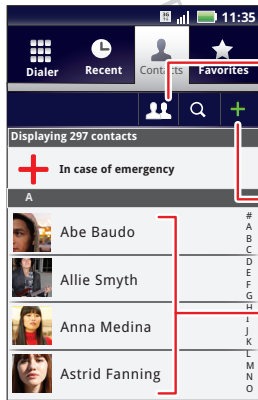 3G 11:35
Dialer Recent Contacts Favorites
Displaying 297 contacts
In case of emergency
A
Abe Baudo
Allie Smyth
Anna Medina
Astrid Fanning
#
A
B
C
D
E
F
G
H
I
J
K
L
M
N
O